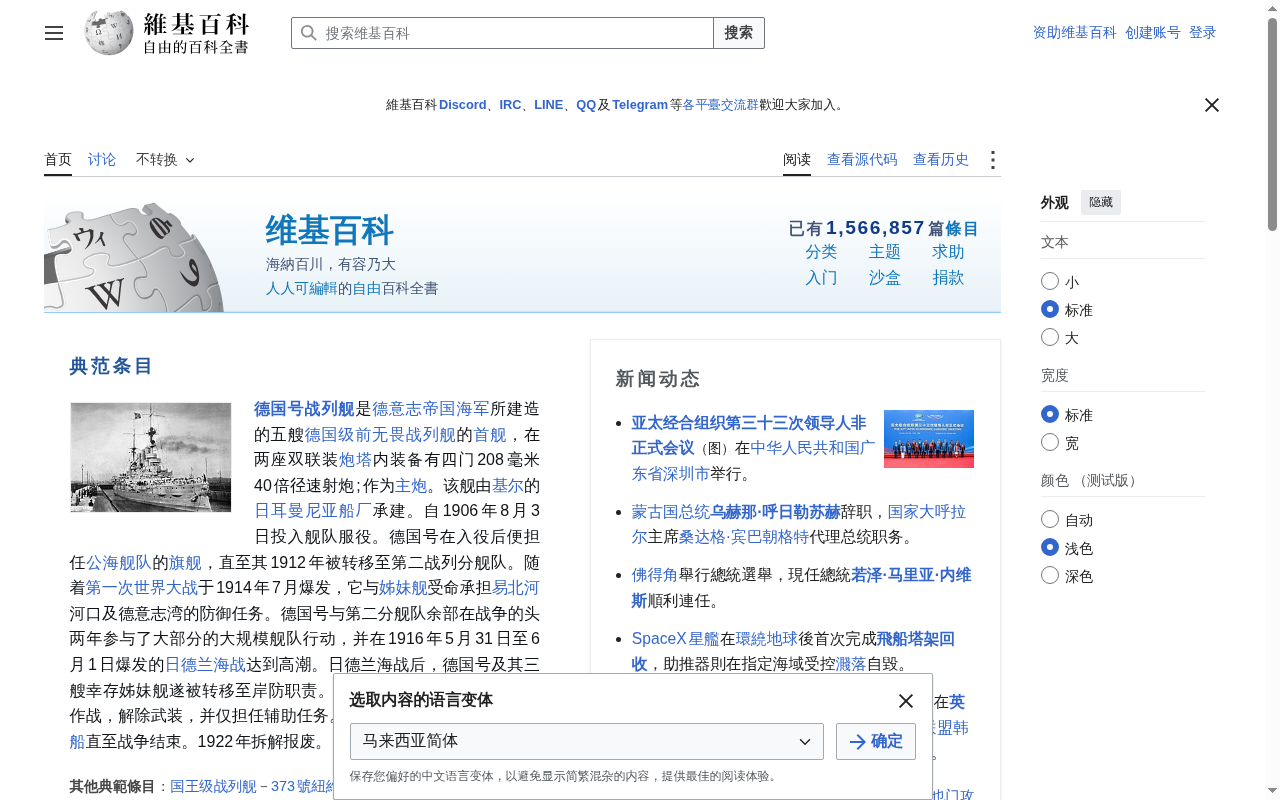 維基百科
自由的百科全書
搜索维基百科
搜索
资助维基百科 创建账号 登录
維基百科Discord、IRC、LINE、QQ及Telegram等各平臺交流群歡迎大家加入。
首页 讨论 不转换
阅读 查看源代码 查看历史
维基百科
海納百川，有容乃大
人人可編輯的自由百科全書
已有1,566,857篇條目
分类 主题 求助
入门 沙盒 捐款
典范条目
德国号战列舰是德意志帝国海军所建造
的五艘德国级前无畏战列舰的首舰，在
两座双联装炮塔内装备有四门208毫米
40倍径速射炮；作为主炮。该舰由基尔的
日耳曼尼亚船厂承建。自1906年8月3
日投入舰队服役。德国号在入役后便担
任公海舰队的旗舰，直至其1912年被转移至第二战列分舰队。随
着第一次世界大战于1914年7月爆发，它与姊妹舰受命承担易北河
河口及德意志湾的防御任务。德国号与第二分舰队余部在战争的头
两年参与了大部分的大规模舰队行动，并在1916年5月31日至6
月1日爆发的日德兰海战达到高潮。日德兰海战后，德国号及其三
艘幸存姊妹舰遂被转移至岸防职责。
作战，解除武装，并仅担任辅助任务。
船直至战争结束。1922年拆解报废。
其他典範條目：国王级战列舰－373號紐約
新闻动态
亚太经合组织第三十三次领导人非
正式会议（图）在中华人民共和国广
东省深圳市举行。
蒙古国总统乌赫那·呼日勒苏赫辞职，国家大呼拉
尔主席桑达格·宾巴朝格特代理总统职务。
佛得角舉行總統選舉，現任總統若泽·马里亚·内维
斯順利連任。
SpaceX星艦在環繞地球後首次完成飛船塔架回
收，助推器則在指定海域受控濺落自毁。
在英
联盟韩
。
也门攻
选取内容的语言变体
马来西亚简体
确定
保存您偏好的中文语言变体，以避免显示简繁混杂的内容，提供最佳的阅读体验。
外观 隐藏
文本
小
标准
大
宽度
标准
宽
颜色 （测试版）
自动
浅色
深色